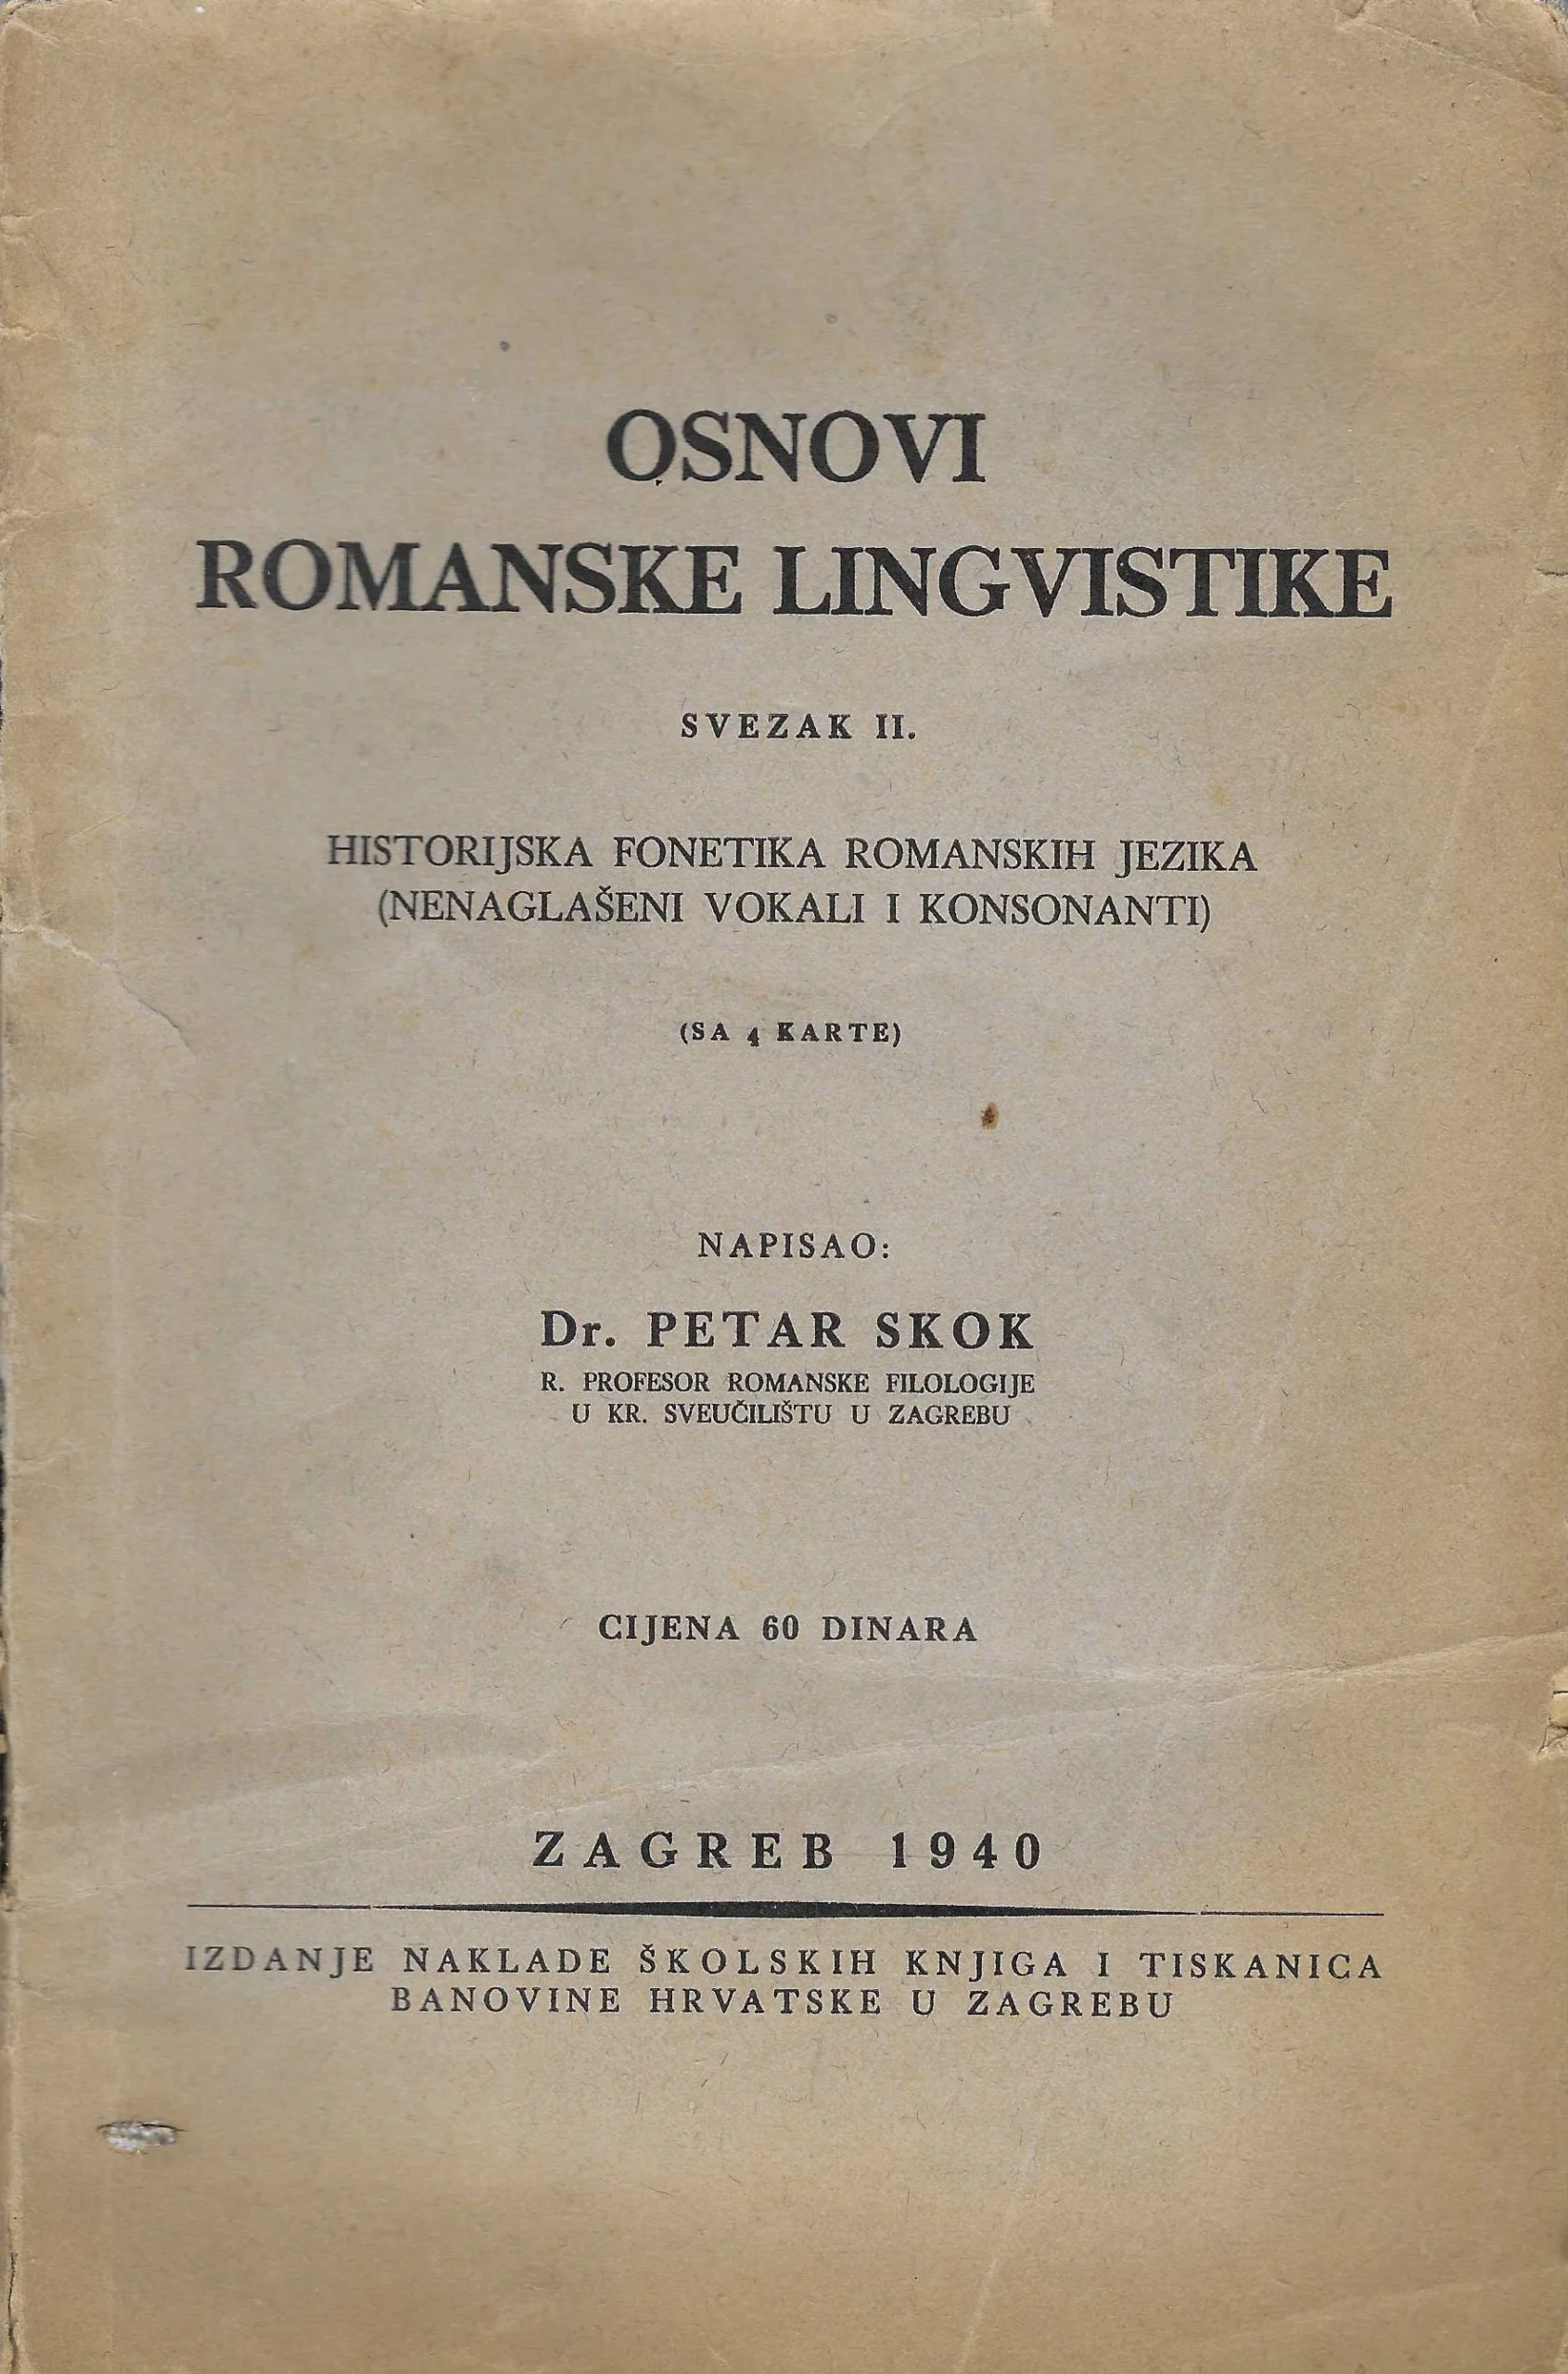 OSNOVI
ROMANSKE LINGVISTIKE
SVEZAK II.
HISTORIJSKA FONETIKA ROMANSKIH JEZIKA
(NENAGLAŠENI VOKALI I KONSONANTI)
(SA 4 KARTE)
NAPISAO:
Dr. PETAR SKOK
R. PROFESOR ROMANSKE FILOLOGIJE
U KR. SVEUČILIŠTU U ZAGREBU
CIJENA 60 DINARA
ZAGREB 1940
IZDANJE NAKLADE ŠKOLSKIH KNJIGA I TISKANICA
BANOVINE HRVATSKE U ZAGREBU